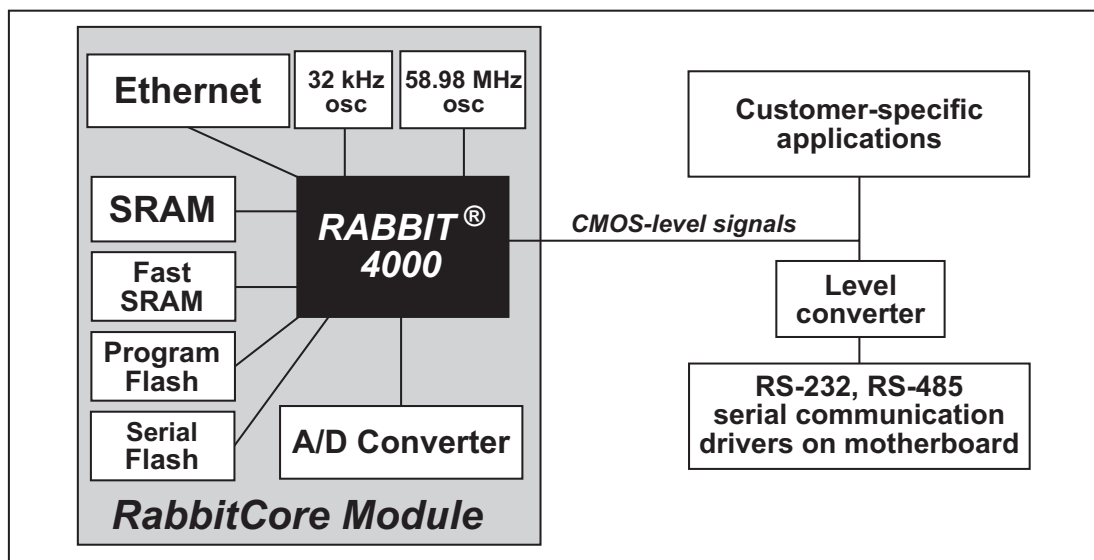 Ethernet
32 kHz
osc
58.98 MHz
osc
SRAM
Fast
SRAM
Program
Flash
Serial
Flash
RABBIT ®
4000
A/D Converter
RabbitCore Module
CMOS-level signals
Customer-specific
applications
Level
converter
RS-232, RS-485
serial communication
drivers on motherboard